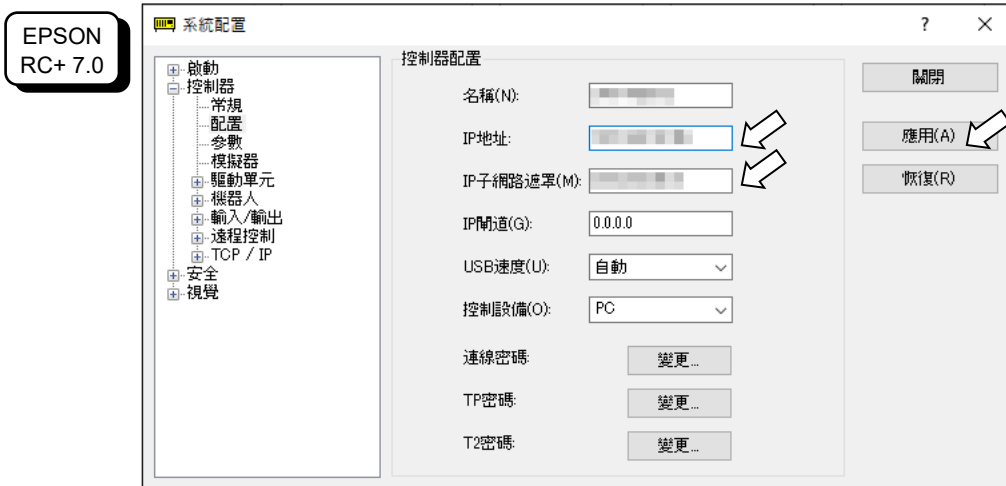 EPSON
RC+ 7.0
系統配置
?
啟動
控制器
常規
配置
参數
模擬器
驅動單元
機器人
輸入/輸出
遠程控制
TCP / IP
安全
視覺
控制器配置
名稱(N):
IP地址:
IP子網路遮罩(M):
IP閘道(G):
0.0.0.0
USB速度(U):
自動
控制設備(O):
PC
連線密碼:
變更...
TP密碼:
變更...
T2密碼:
變更...
關閉
應用(A)
恢復(R)